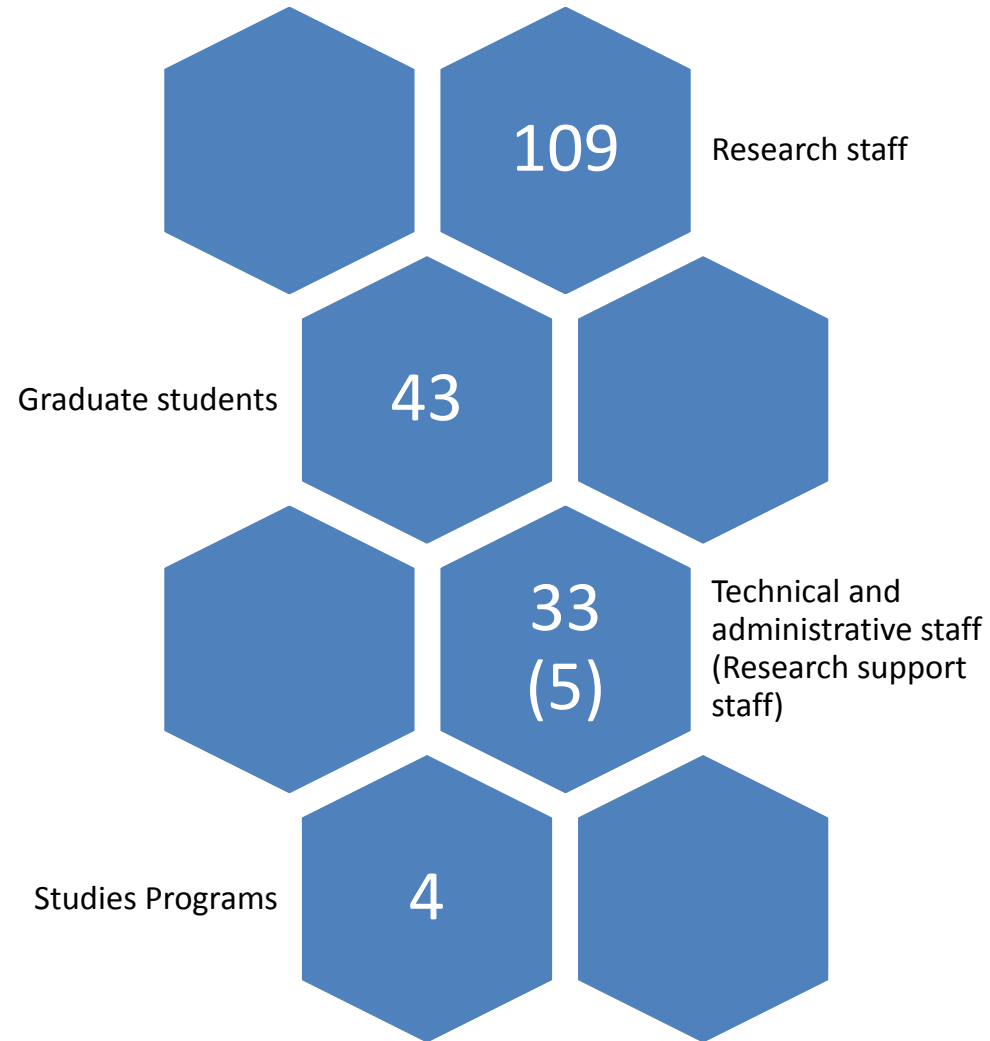 109
Research staff
Graduate students
43
33
(5)
Technical and
administrative staff
(Research support
staff)
Studies Programs
4